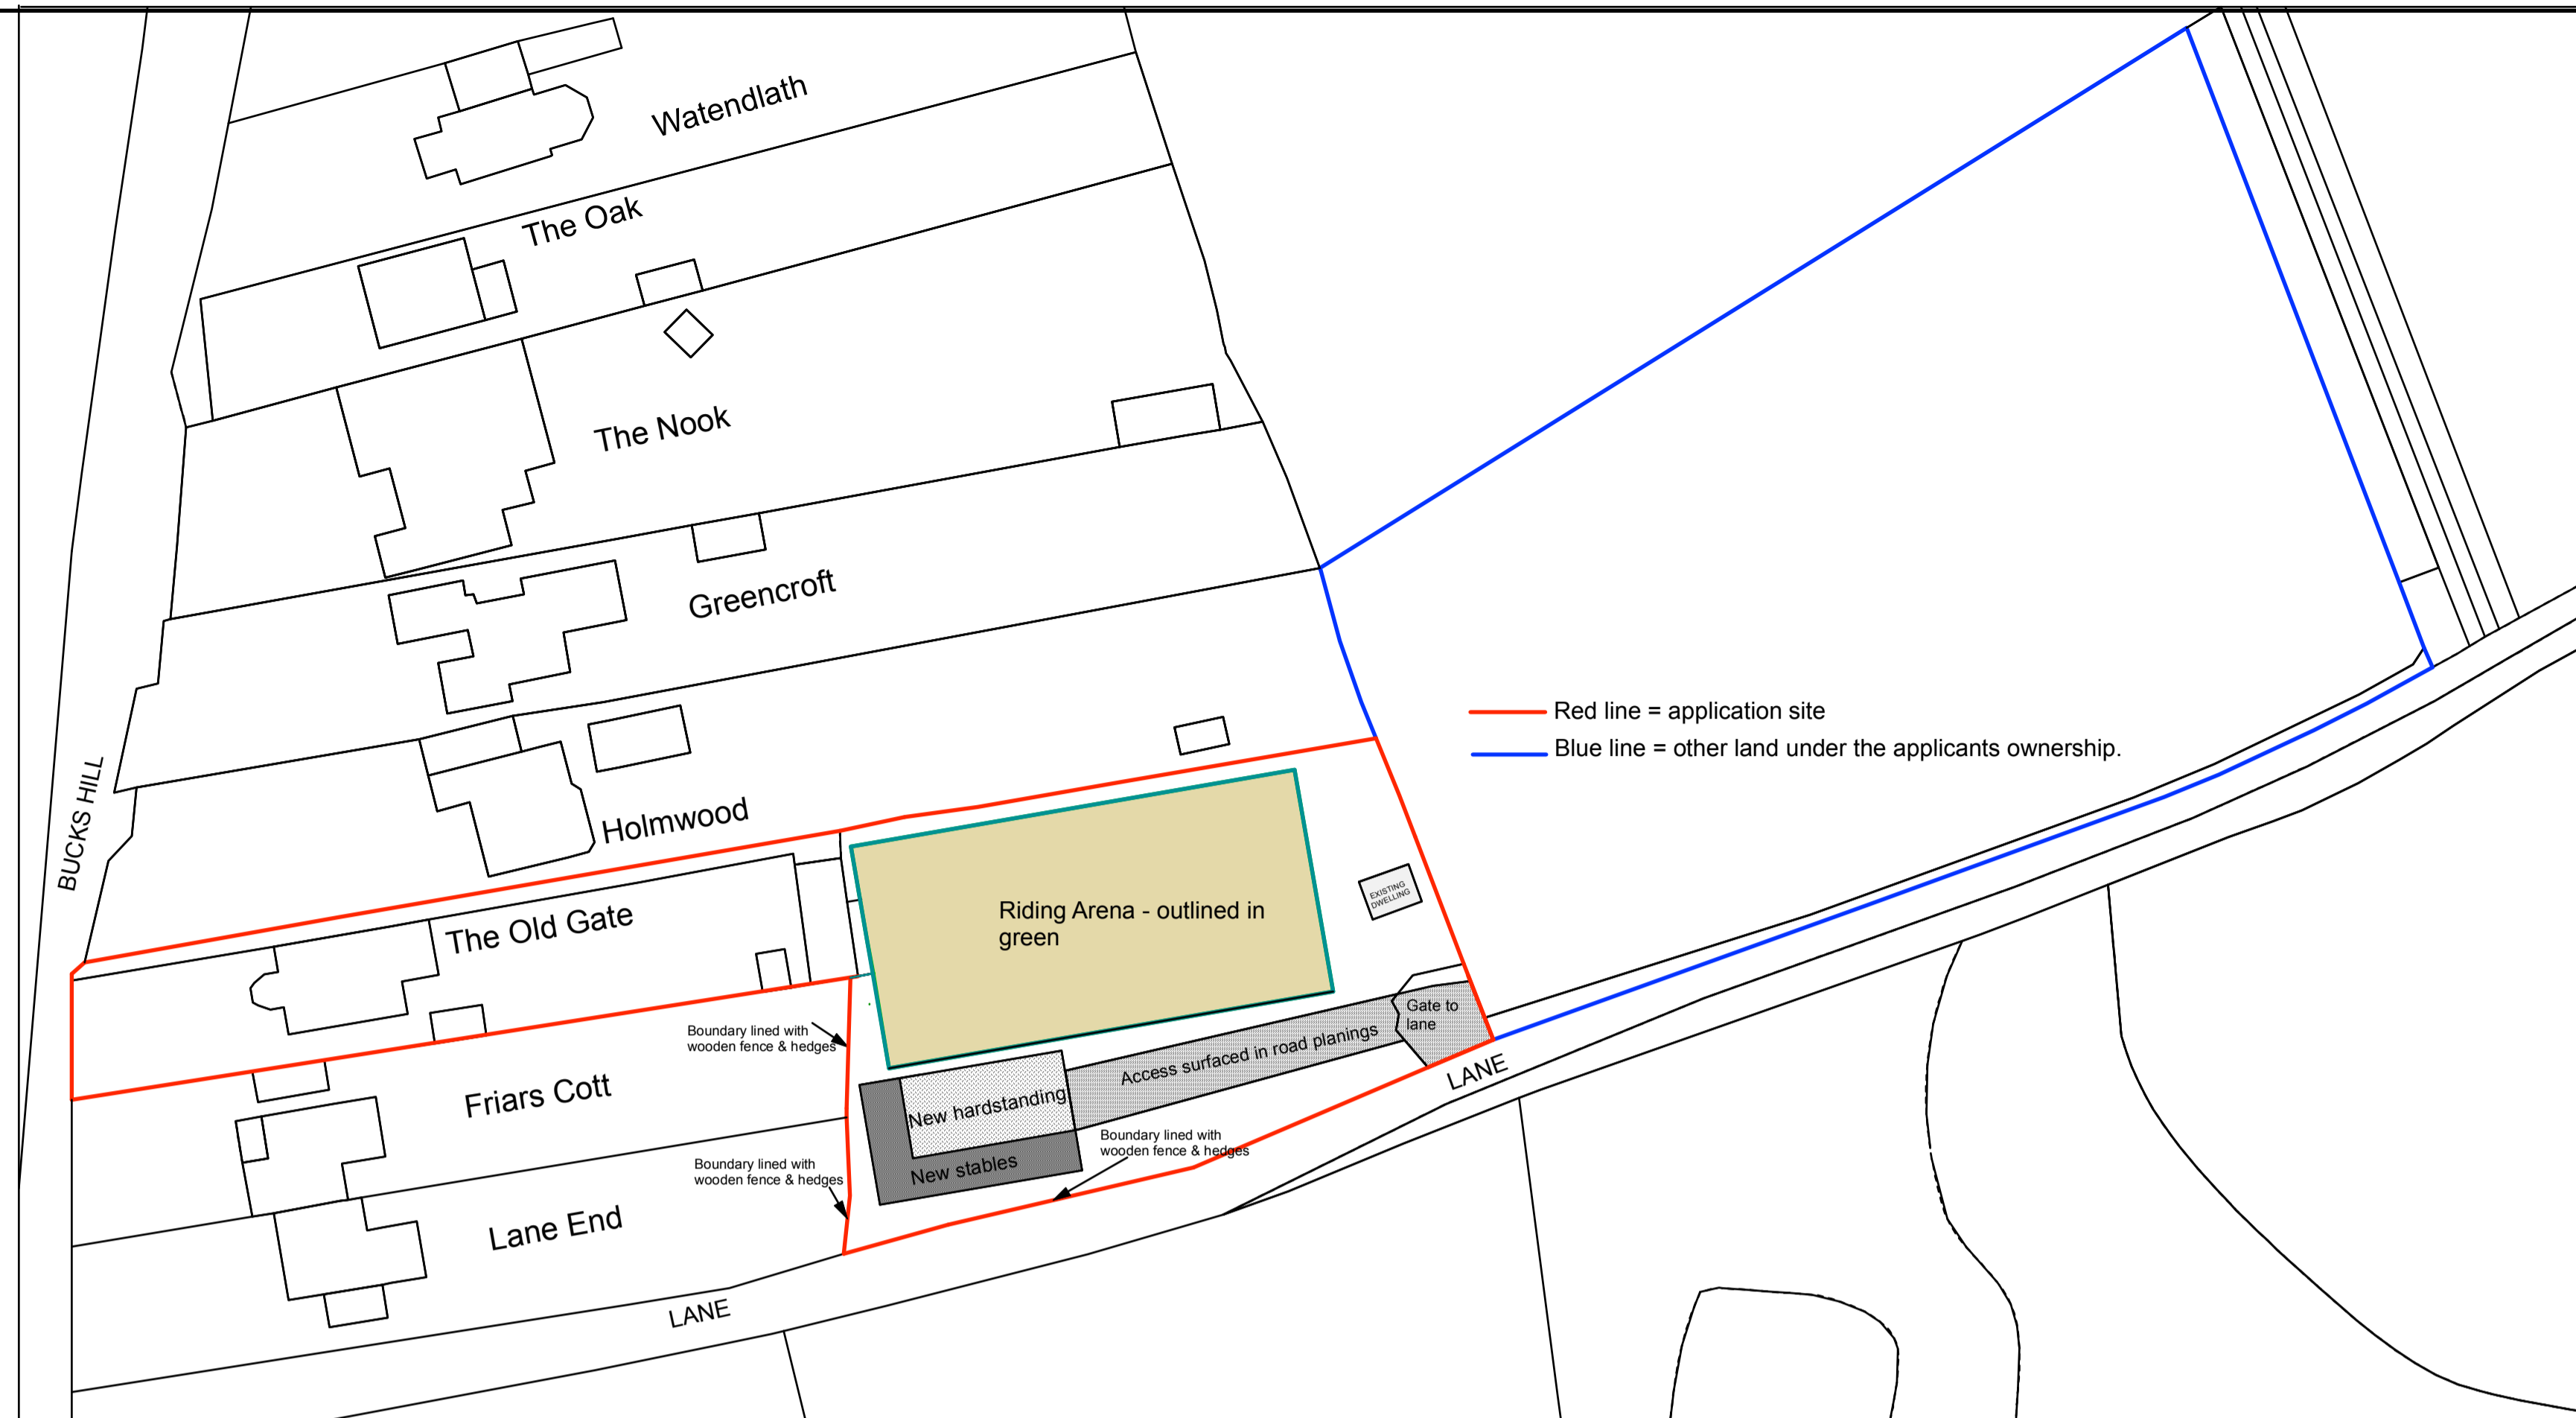 Watendlath
The Oak
The Nook
Greencroft
BUCKS HILL
Red line = application site
Blue line = other land under the applicants ownership.
Holmwood
The Old Gate
EXISTING
DWELLING
Riding Arena - outlined in
green
Gate to
lane
Boundary lined with
wooden fence & hedges
Access surfaced in road planings
LANE
Friars Cott
New hardstanding
Boundary lined with
wooden fence & hedges
Boundary lined with
wooden fence & hedges
New stables
Lane End
LANE